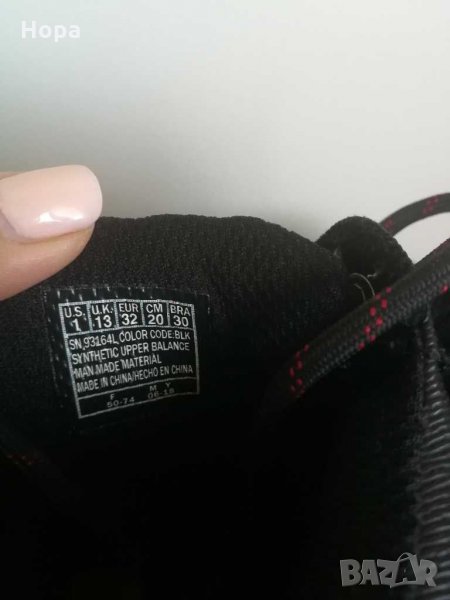 Нора
U.S. U.K. EUR CM BRA
1 13 32 20 30
SN 93164L COLOR CODE:BLK
SYNTHETIC UPPER BALANCE
MAN MADE MATERIAL
MADE IN CHINA/HECHO EN CHINA
F M Y
50-74 06-18
BAZAR